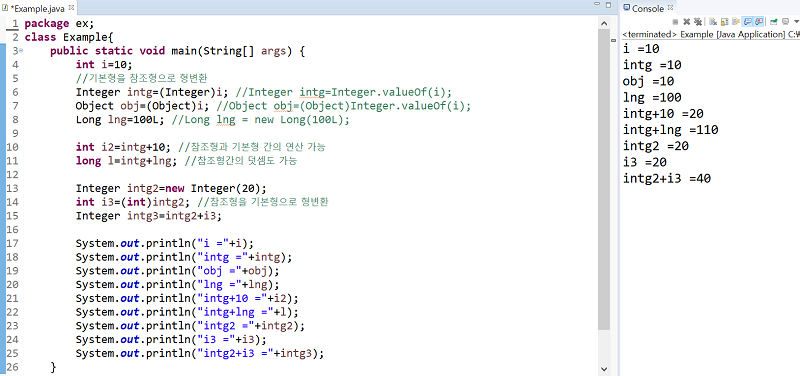 *Example.java
1 package ex;
2 class Example{
3 public static void main(String[] args) {
4 int i=10;
5 //기본형을 참조형으로 형변환
6 Integer intg=(Integer)i; //Integer intg=Integer.valueOf(i);
7 Object obj=(Object)i; //Object obj=(Object)Integer.valueOf(i);
8 Long lng=100L; //Long lng = new Long(100L);
9
10 int i2=intg+10; //참조형과 기본형 간의 연산 가능
11 long l=intg+lng; //참조형간의 덧셈도 가능
12
13 Integer intg2=new Integer(20);
14 int i3=(int)intg2; //참조형을 기본형으로 형변환
15 Integer intg3=intg2+i3;
16
17 System.out.println("i ="+i);
18 System.out.println("intg ="+intg);
19 System.out.println("obj ="+obj);
20 System.out.println("lng ="+lng);
21 System.out.println("intg+10 ="+i2);
22 System.out.println("intg+lng ="+l);
23 System.out.println("intg2 ="+intg2);
24 System.out.println("i3 ="+i3);
25 System.out.println("intg2+i3 ="+intg3);
26 }
Console
<terminated> Example [Java Application] C:₩
i =10
intg =10
obj =10
lng =100
intg+10 =20
intg+lng =110
intg2 =20
i3 =20
intg2+i3 =40